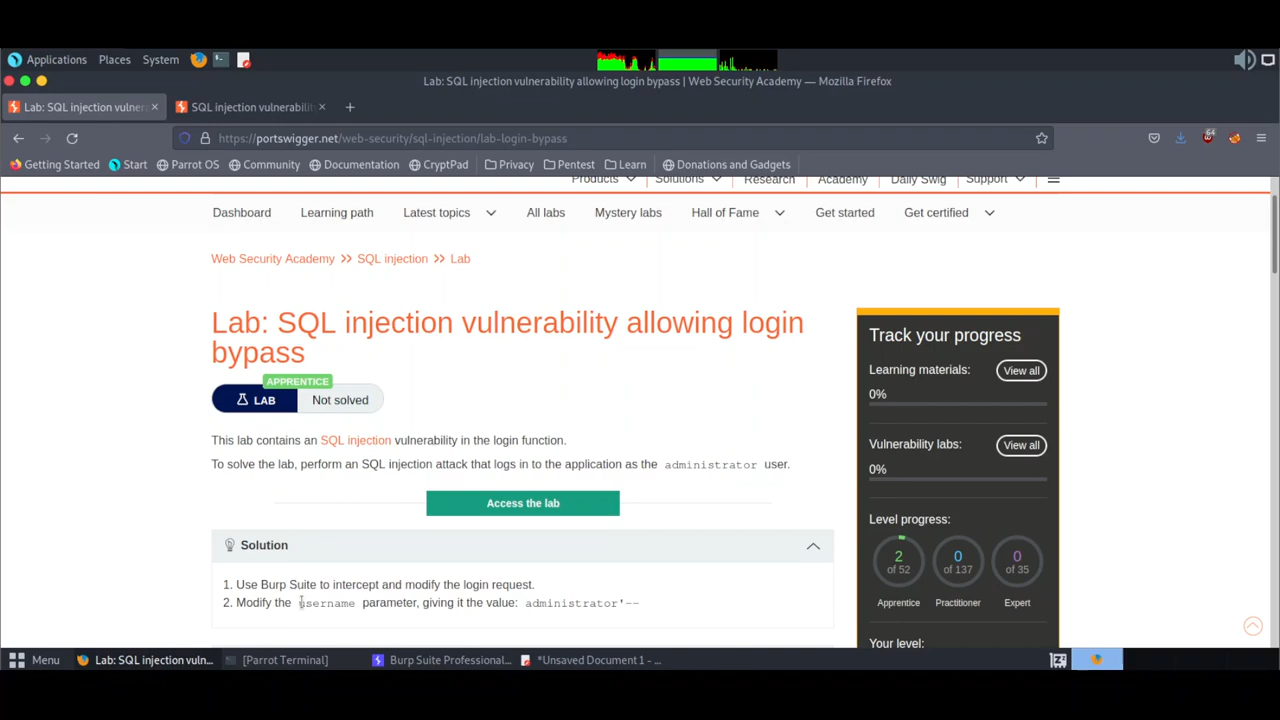 Applications Places System
Lab: SQL injection vulnerability allowing login bypass | Web Security Academy — Mozilla Firefox
Lab: SQL injection vulnera × SQL injection vulnerabilit × +
https://portswigger.net/web-security/sql-injection/lab-login-bypass 64
Getting Started Start Parrot OS Community Documentation CryptPad Privacy Pentest Learn Donations and Gadgets
Products Solutions Research Academy Daily Swig Support
Dashboard Learning path Latest topics All labs Mystery labs Hall of Fame Get started Get certified
Web Security Academy >> SQL injection >> Lab
Lab: SQL injection vulnerability allowing login
bypass
APPRENTICE
LAB Not solved
This lab contains an SQL injection vulnerability in the login function.
To solve the lab, perform an SQL injection attack that logs in to the application as the administrator user.
Access the lab
Solution
1. Use Burp Suite to intercept and modify the login request.
2. Modify the username parameter, giving it the value: administrator'--
Track your progress
Learning materials: View all
0%
Vulnerability labs: View all
0%
Level progress:
2 0 0
of 52 of 137 of 35
Apprentice Practitioner Expert
Your level:
Menu Lab: SQL injection vuln... [Parrot Terminal] Burp Suite Professional... *Unsaved Document 1 - ...